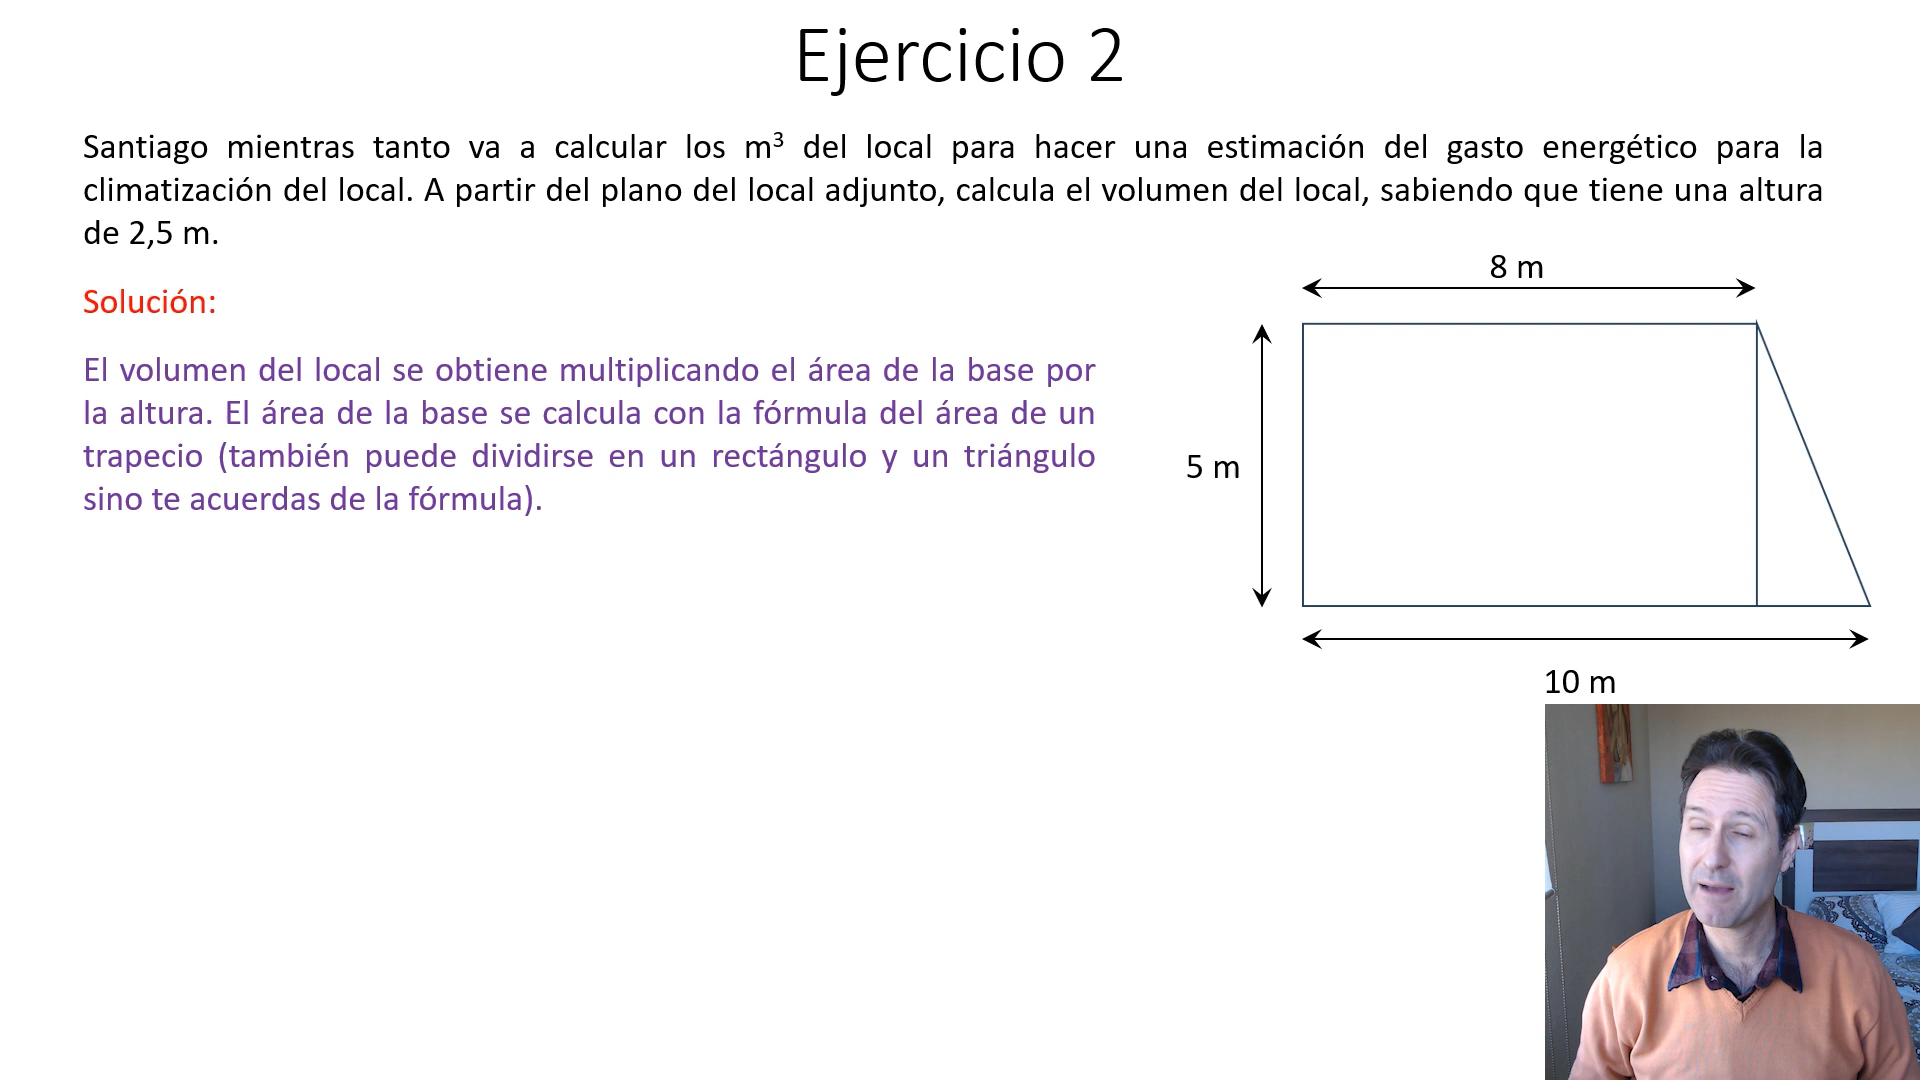 Ejercicio 2
Santiago mientras tanto va a calcular los m³ del local para hacer una estimación del gasto energético para la
climatización del local. A partir del plano del local adjunto, calcula el volumen del local, sabiendo que tiene una altura
de 2,5 m.
8 m
Solución:
El volumen del local se obtiene multiplicando el área de la base por
la altura. El área de la base se calcula con la fórmula del área de un
trapecio (también puede dividirse en un rectángulo y un triángulo
sino te acuerdas de la fórmula).
5 m
10 m